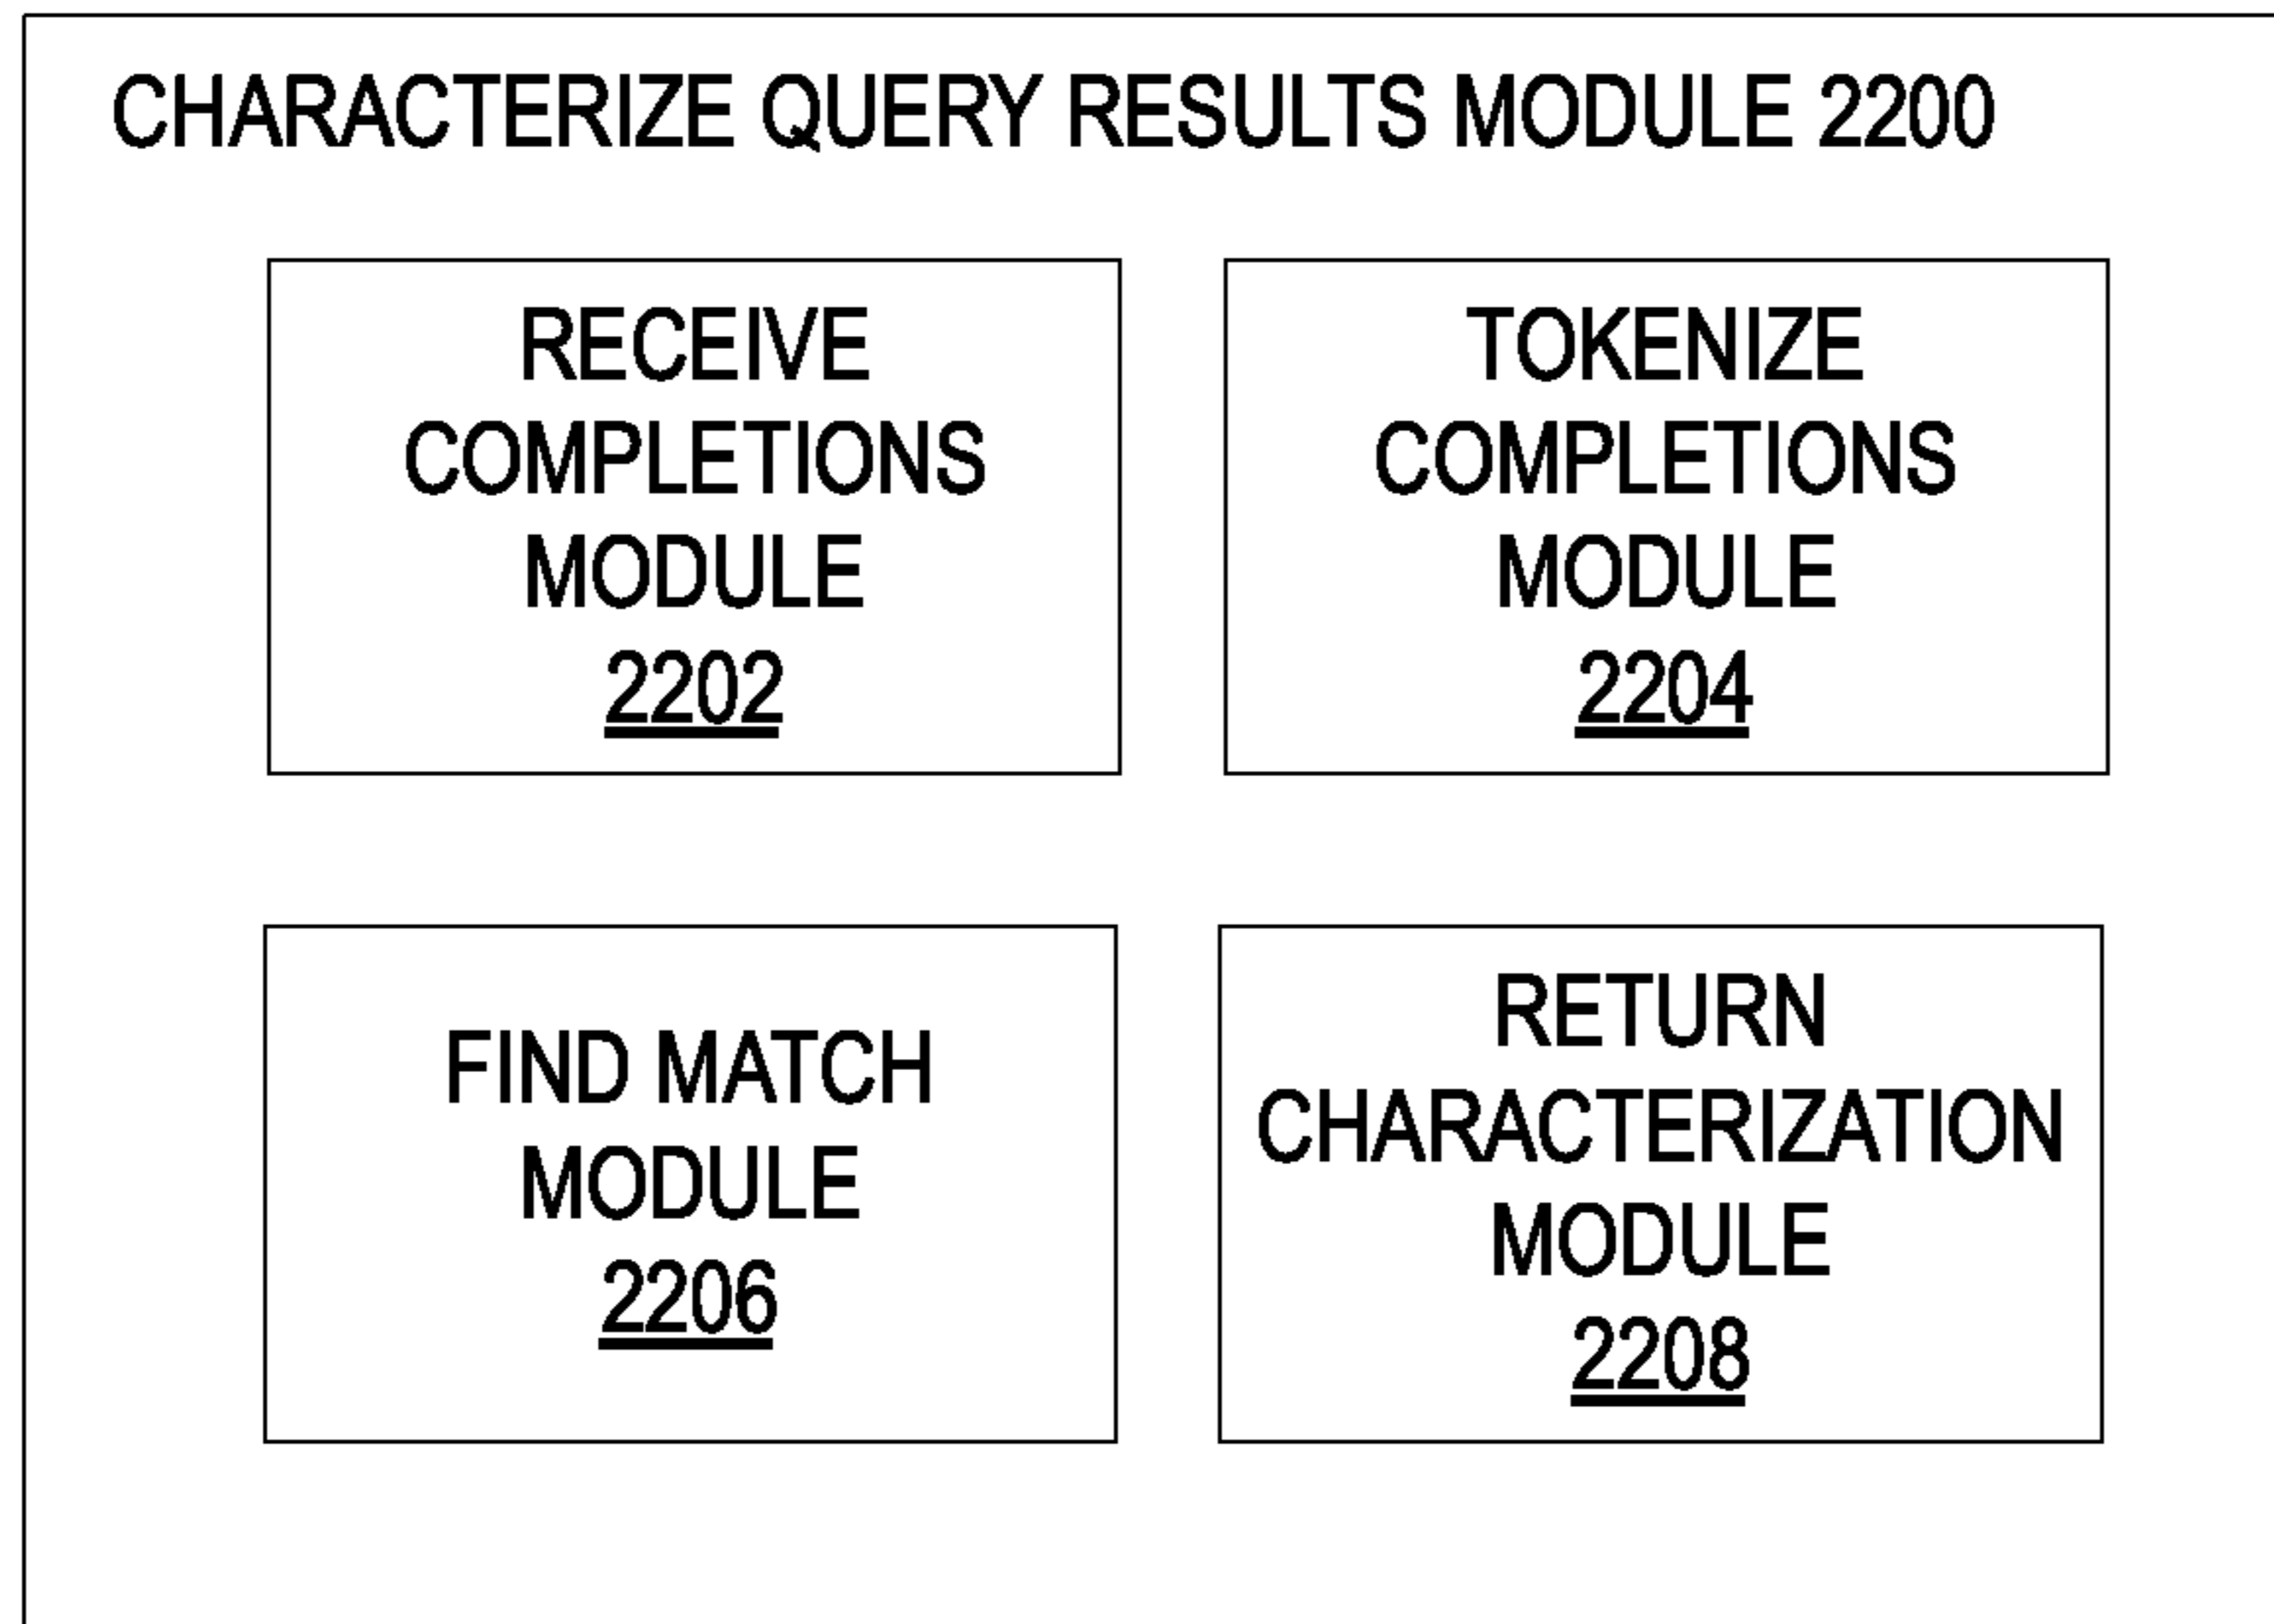 CHARACTERIZE QUERY RESULTS MODULE 2200
RECEIVE
COMPLETIONS
MODULE
2202
TOKENIZE
COMPLETIONS
MODULE
2204
FIND MATCH
MODULE
2206
RETURN
CHARACTERIZATION
MODULE
2208